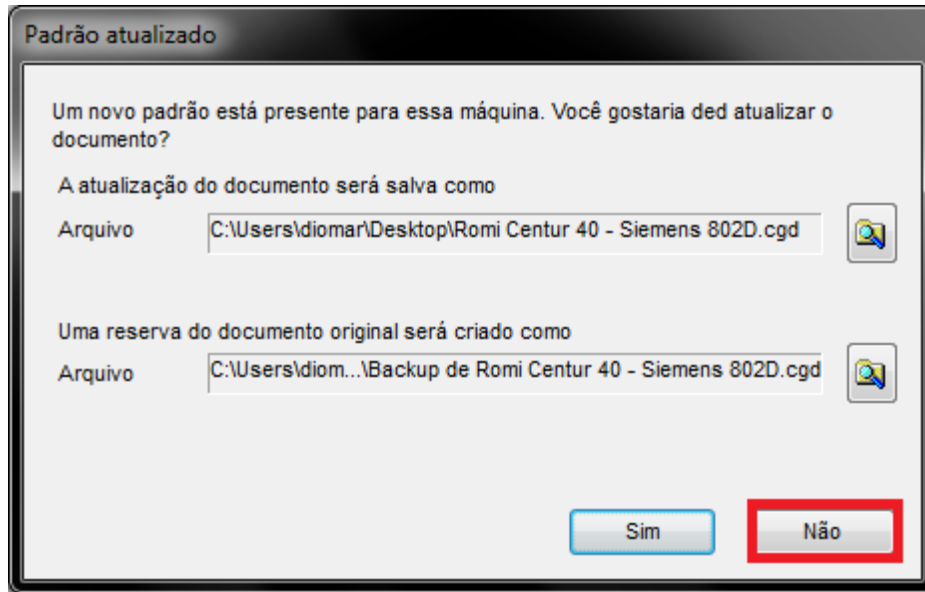 Padrão atualizado
Um novo padrão está presente para essa máquina. Você gostaria ded atualizar o
documento?
A atualização do documento será salva como
Arquivo C:\Users\diomar\Desktop\Romi Centur 40 - Siemens 802D.cgd
Uma reserva do documento original será criado como
Arquivo C:\Users\diom...\Backup de Romi Centur 40 - Siemens 802D.cgd
Sim Não